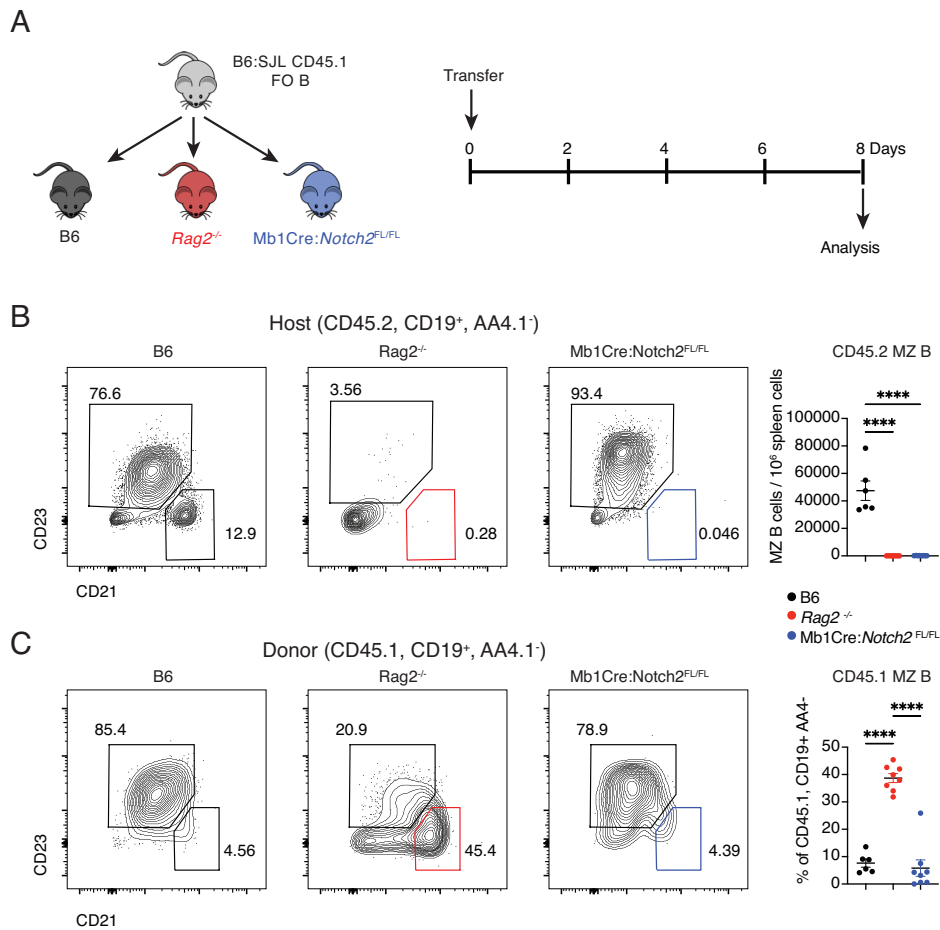 A
B6:SJL CD45.1
FO B
B6
Rag2-/-
Mb1Cre:Notch2FL/FL
Transfer
0 2 4 6 8 Days
Analysis
B
Host (CD45.2, CD19+, AA4.1-)
B6
Rag2-/-
Mb1Cre:Notch2FL/FL
CD45.2 MZ B
76.6
12.9
3.56
0.28
93.4
0.046
CD23
CD21
****
****
100000
80000
60000
40000
20000
0
MZ B cells / 10⁶ spleen cells
B6
Rag2 -/-
Mb1Cre:Notch2 FL/FL
C
Donor (CD45.1, CD19+, AA4.1-)
B6
Rag2-/-
Mb1Cre:Notch2FL/FL
CD45.1 MZ B
85.4
4.56
20.9
45.4
78.9
4.39
CD23
CD21
****
****
50
40
30
20
10
0
% of CD45.1, CD19+ AA4-